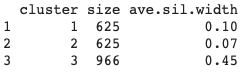 cluster size ave.sil.width
1 1 625 0.10
2 2 625 0.07
3 3 966 0.45